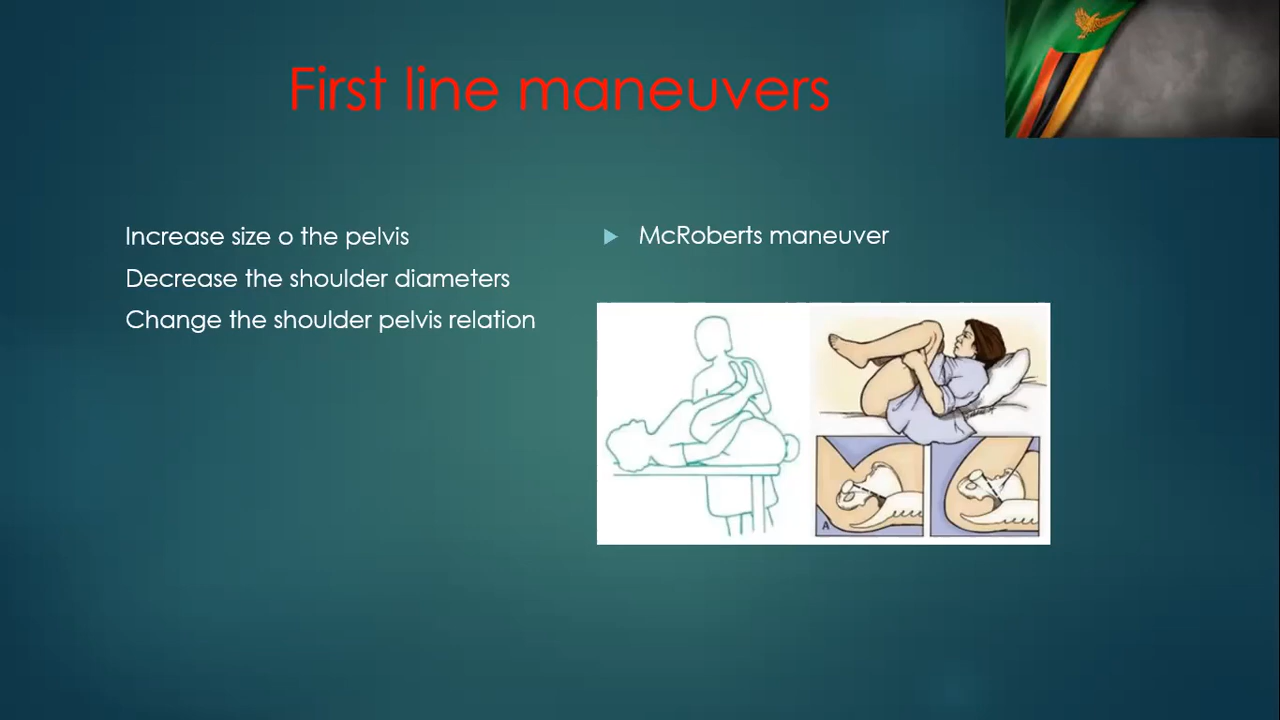 First line maneuvers
Increase size o the pelvis
Decrease the shoulder diameters
Change the shoulder pelvis relation
McRoberts maneuver
A